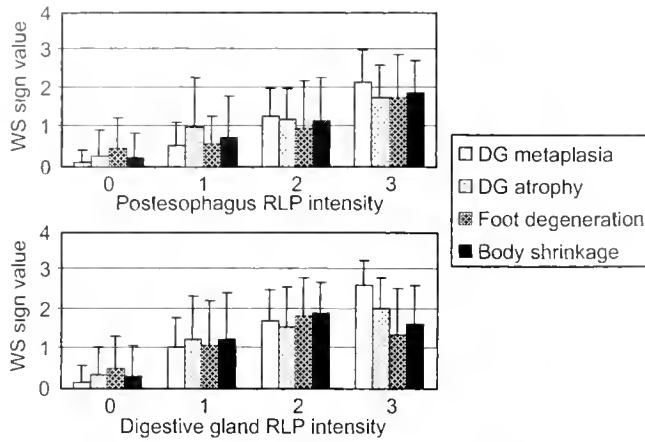 WS sign value
4
3
2
1
0
0 1 2 3
Postesophagus RLP intensity
WS sign value
4
3
2
1
0
0 1 2 3
Digestive gland RLP intensity
DG metaplasia
DG atrophy
Foot degeneration
Body shrinkage